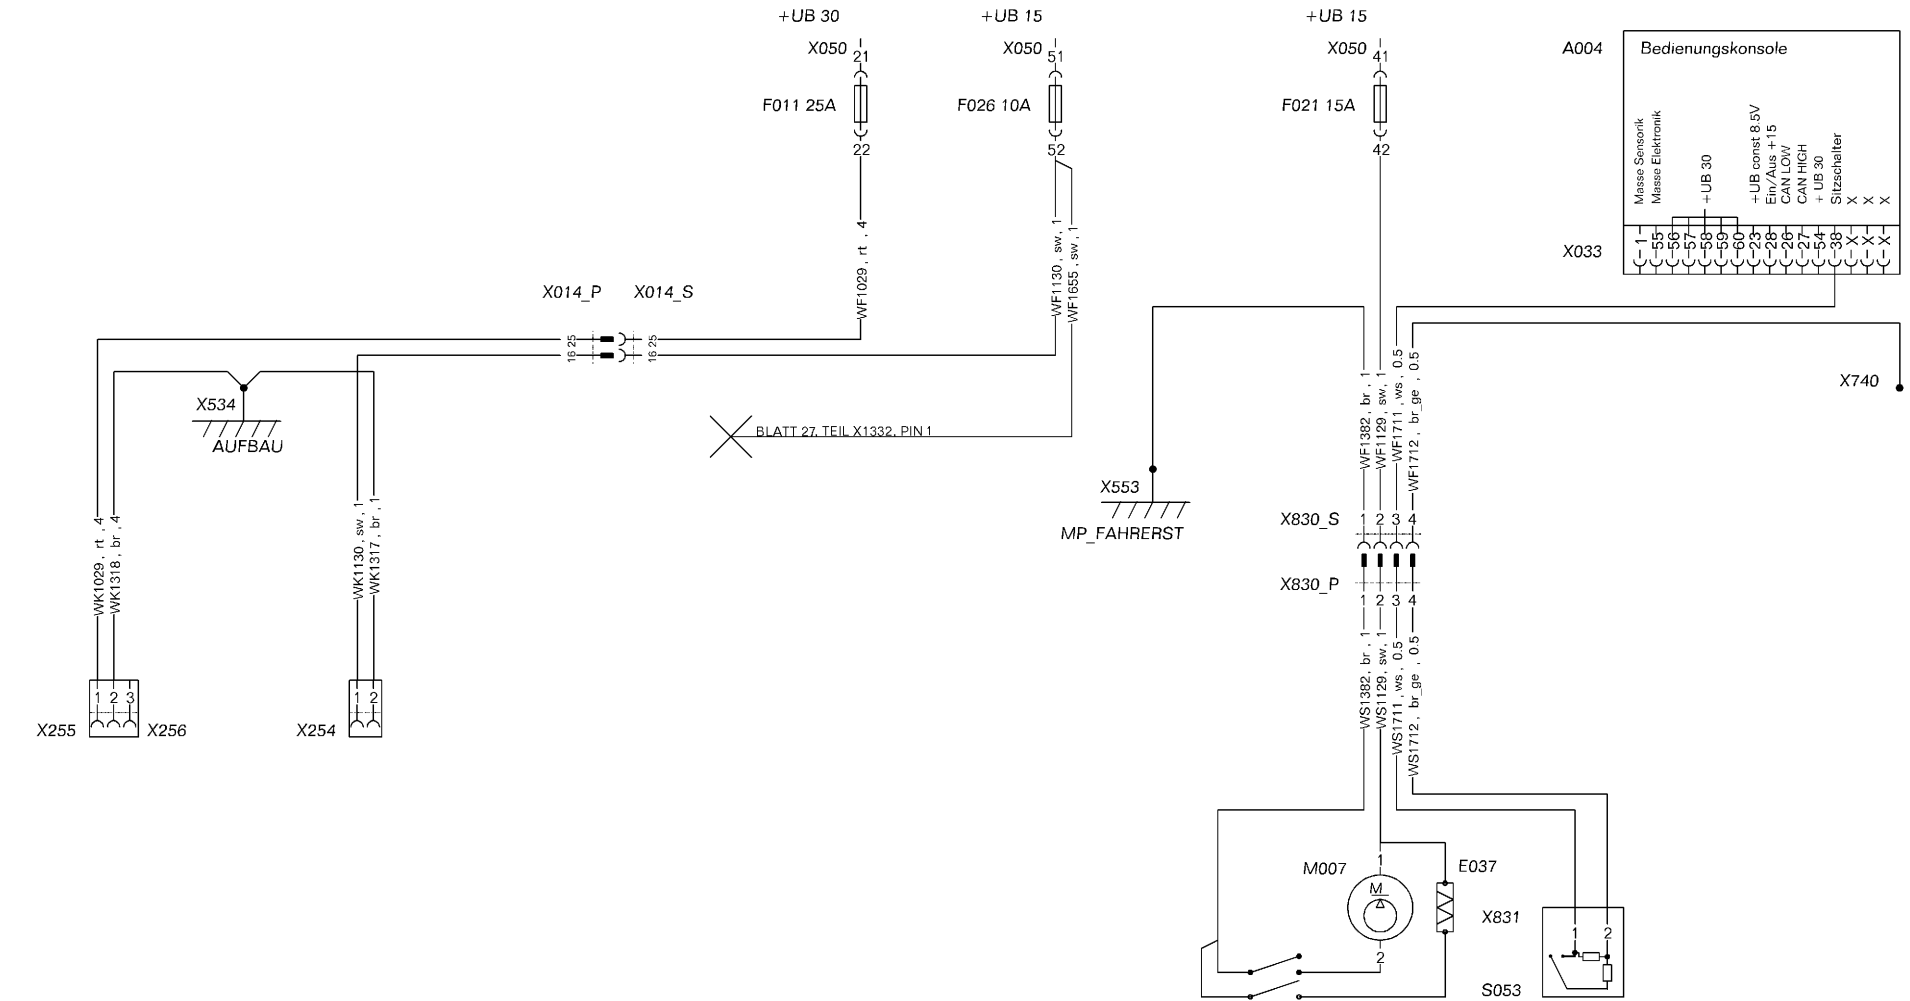 +UB 30
+UB 15
+UB 15
X050 21
X050 51
X050 41
A004
Bedienungskonsole
F011 25A
F026 10A
F021 15A
22
52
42
Masse Sensorik
Masse Elektronik
+UB 30
+UB const 8.5V
Ein/Aus +15
CAN LOW
CAN HIGH
+ UB 30
Sitzschalter
X
X
X
X033
1
55
56
57
58
59
60
23
28
26
27
54
38
X
X
X
WF1029, rt , 4
WF1130, sw, 1
WF1655, sw, 1
X014_P
X014_S
16 25
16 25
X534
AUFBAU
BLATT 27, TEIL X1332, PIN 1
X740
WF1382, br , 1
WF1129, sw, 1
WF1711, ws , 0.5
WF1712, br_ge , 0.5
X553
MP_FAHRERST
X830_S
1 2 3 4
X830_P
1 2 3 4
WK1029, rt , 4
WK1318, br , 4
WK1130, sw , 1
WK1317, br , 1
WS1382, br , 1
WS1129, sw, 1
WS1711, ws , 0.5
WS1712, br_ge , 0.5
1 2 3
1 2
X255
X256
X254
M007
1
E037
M
X831
1 2
2
S053